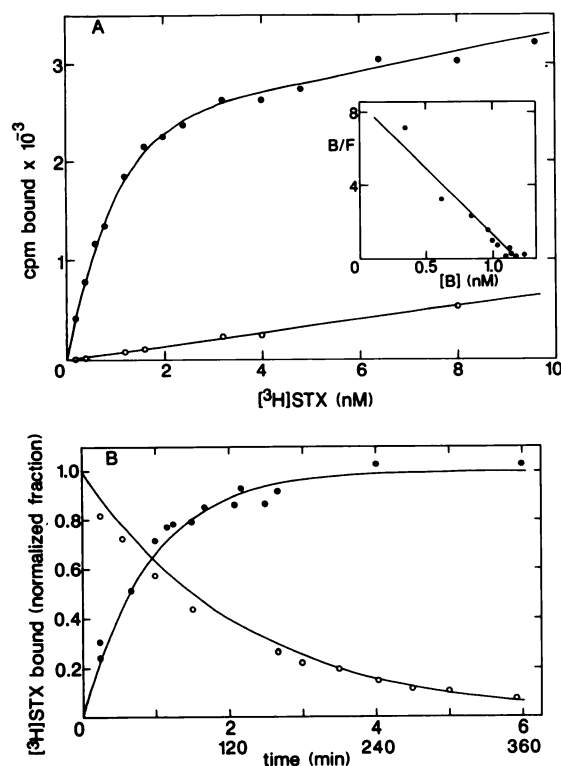 A
3
2
1
0
cpm bound x 10^-3
0 2 4 6 8 10
[³H]STX (nM)
8
B/F
4
0
0 0.5 1.0
[B] (nM)
B
1.0
0.8
0.6
0.4
0.2
[³H]STX bound (normalized fraction)
0 2 4 6
120 240 360
time (min)